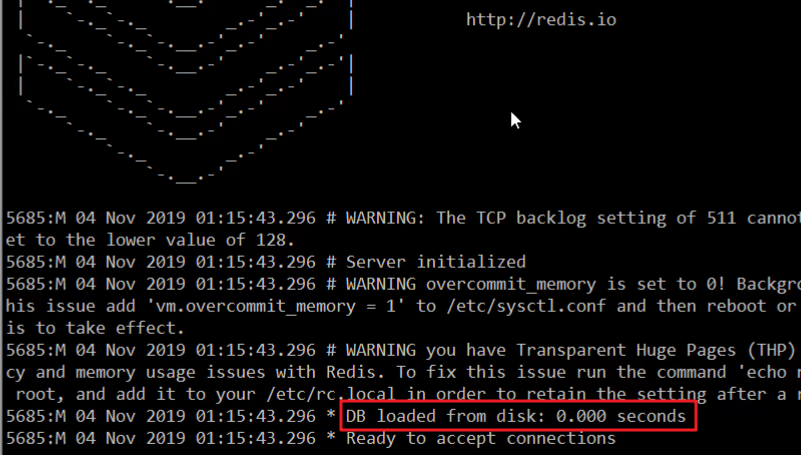 http://redis.io
5685:M 04 Nov 2019 01:15:43.296 # WARNING: The TCP backlog setting of 511 cannot
et to the lower value of 128.
5685:M 04 Nov 2019 01:15:43.296 # Server initialized
5685:M 04 Nov 2019 01:15:43.296 # WARNING overcommit_memory is set to 0! Backgro
his issue add 'vm.overcommit_memory = 1' to /etc/sysctl.conf and then reboot or
is to take effect.
5685:M 04 Nov 2019 01:15:43.296 # WARNING you have Transparent Huge Pages (THP)
cy and memory usage issues with Redis. To fix this issue run the command 'echo n
root, and add it to your /etc/rc.local in order to retain the setting after a r
5685:M 04 Nov 2019 01:15:43.296 * DB loaded from disk: 0.000 seconds
5685:M 04 Nov 2019 01:15:43.296 * Ready to accept connections